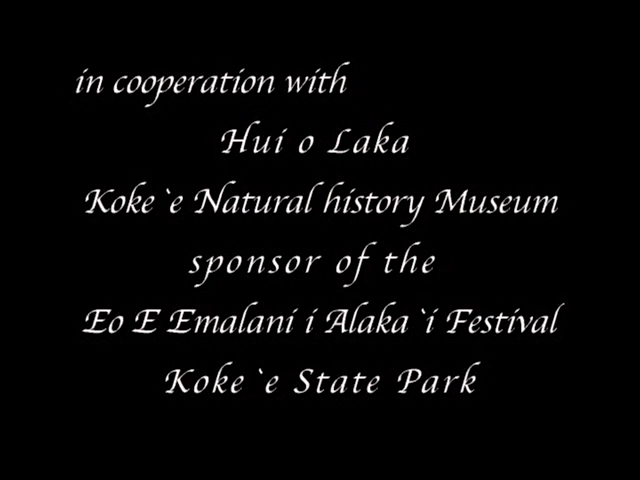 in cooperation with
Hui o Laka
Koke`e Natural history Museum
sponsor of the
Eo E Emalani i Alaka`i Festival
Koke`e State Park